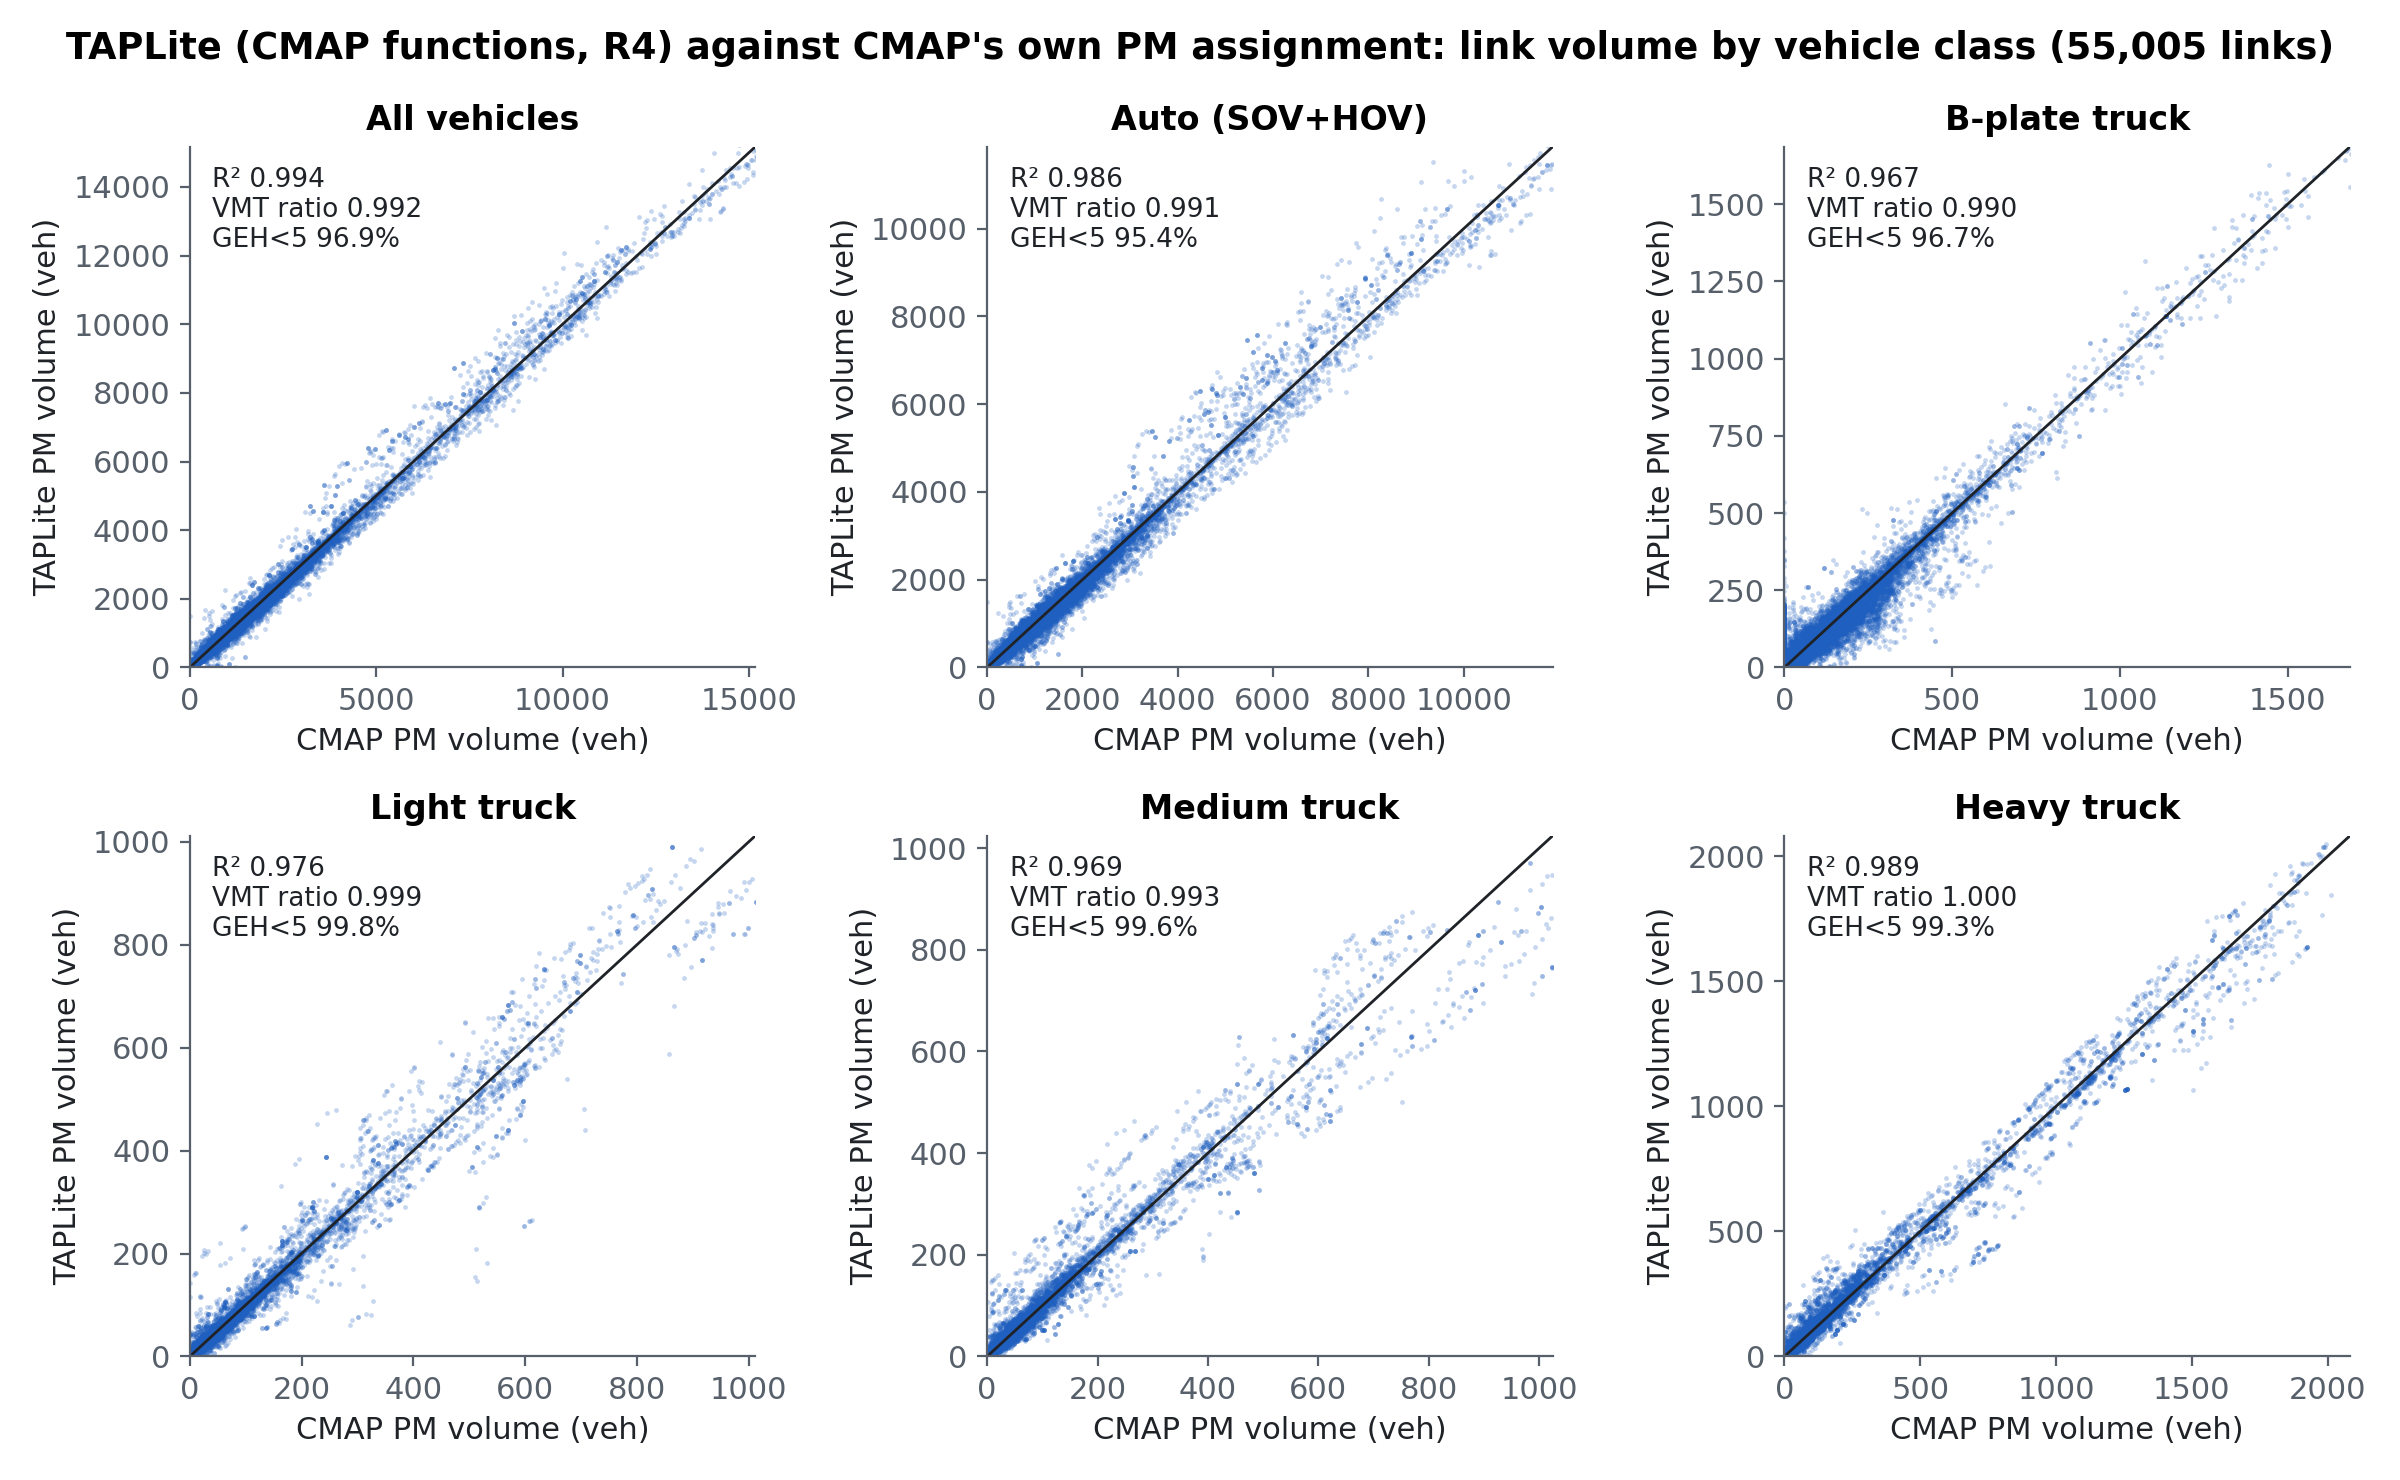 TAPLite (CMAP functions, R4) against CMAP's own PM assignment: link volume by vehicle class (55,005 links)
All vehicles
R² 0.994
VMT ratio 0.992
GEH<5 96.9%
TAPLite PM volume (veh)
14000
12000
10000
8000
6000
4000
2000
0
0 5000 10000 15000
CMAP PM volume (veh)
Auto (SOV+HOV)
R² 0.986
VMT ratio 0.991
GEH<5 95.4%
TAPLite PM volume (veh)
10000
8000
6000
4000
2000
0
0 2000 4000 6000 8000 10000
CMAP PM volume (veh)
B-plate truck
R² 0.967
VMT ratio 0.990
GEH<5 96.7%
TAPLite PM volume (veh)
1500
1250
1000
750
500
250
0
0 500 1000 1500
CMAP PM volume (veh)
Light truck
R² 0.976
VMT ratio 0.999
GEH<5 99.8%
TAPLite PM volume (veh)
1000
800
600
400
200
0
0 200 400 600 800 1000
CMAP PM volume (veh)
Medium truck
R² 0.969
VMT ratio 0.993
GEH<5 99.6%
TAPLite PM volume (veh)
1000
800
600
400
200
0
0 200 400 600 800 1000
CMAP PM volume (veh)
Heavy truck
R² 0.989
VMT ratio 1.000
GEH<5 99.3%
TAPLite PM volume (veh)
2000
1500
1000
500
0
0 500 1000 1500 2000
CMAP PM volume (veh)